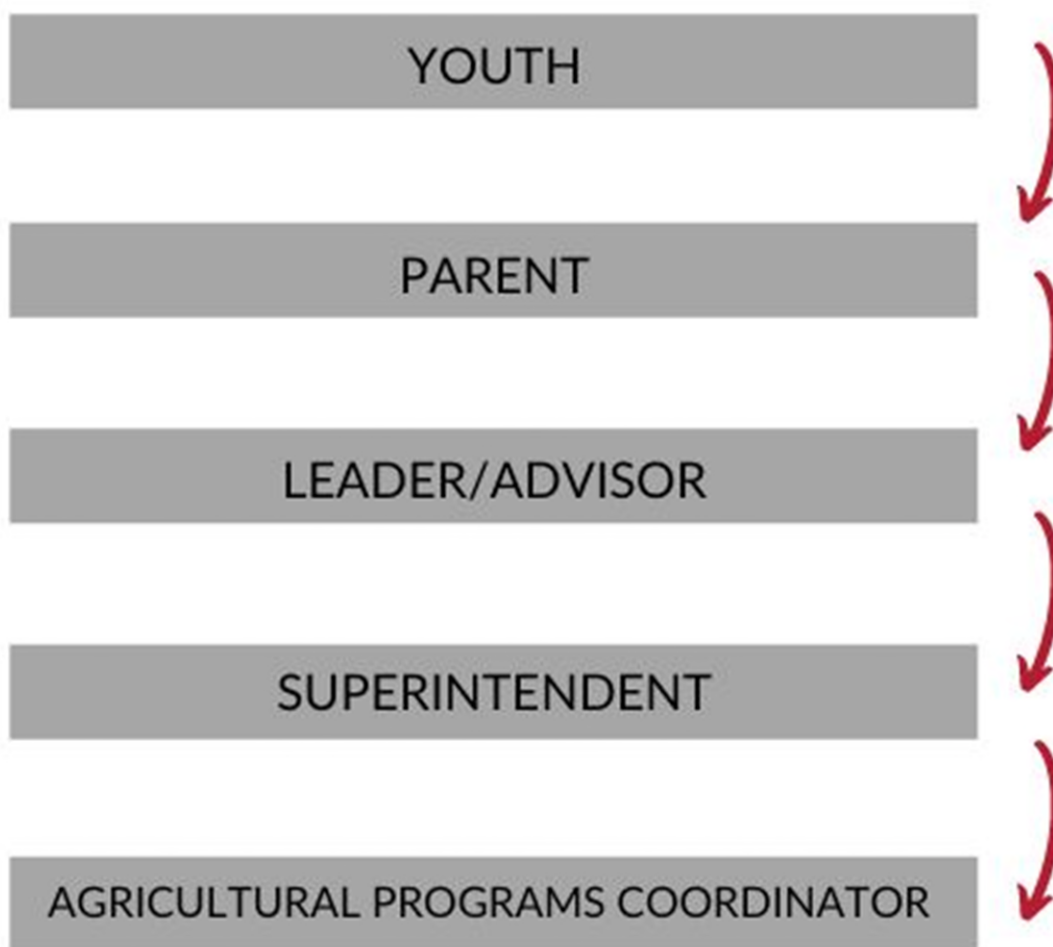 YOUTH
PARENT
LEADER/ADVISOR
SUPERINTENDENT
AGRICULTURAL PROGRAMS COORDINATOR